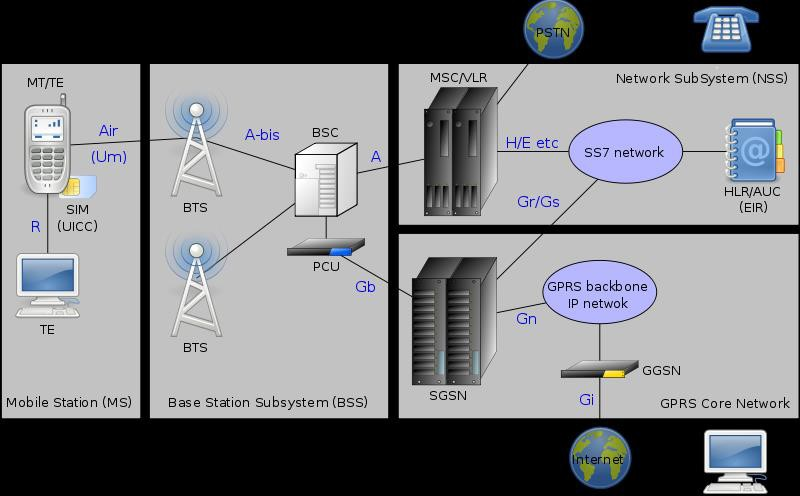 PSTN
MT/TE
Air
(Um)
SIM
(UICC)
R
TE
Mobile Station (MS)
BTS
A-bis
BSC
PCU
BTS
Base Station Subsystem (BSS)
A
Gb
MSC/VLR
Network SubSystem (NSS)
H/E etc
SS7 network
HLR/AUC
(EIR)
Gr/Gs
SGSN
Gn
GPRS backbone
IP netwok
GGSN
Gi
GPRS Core Network
Internet